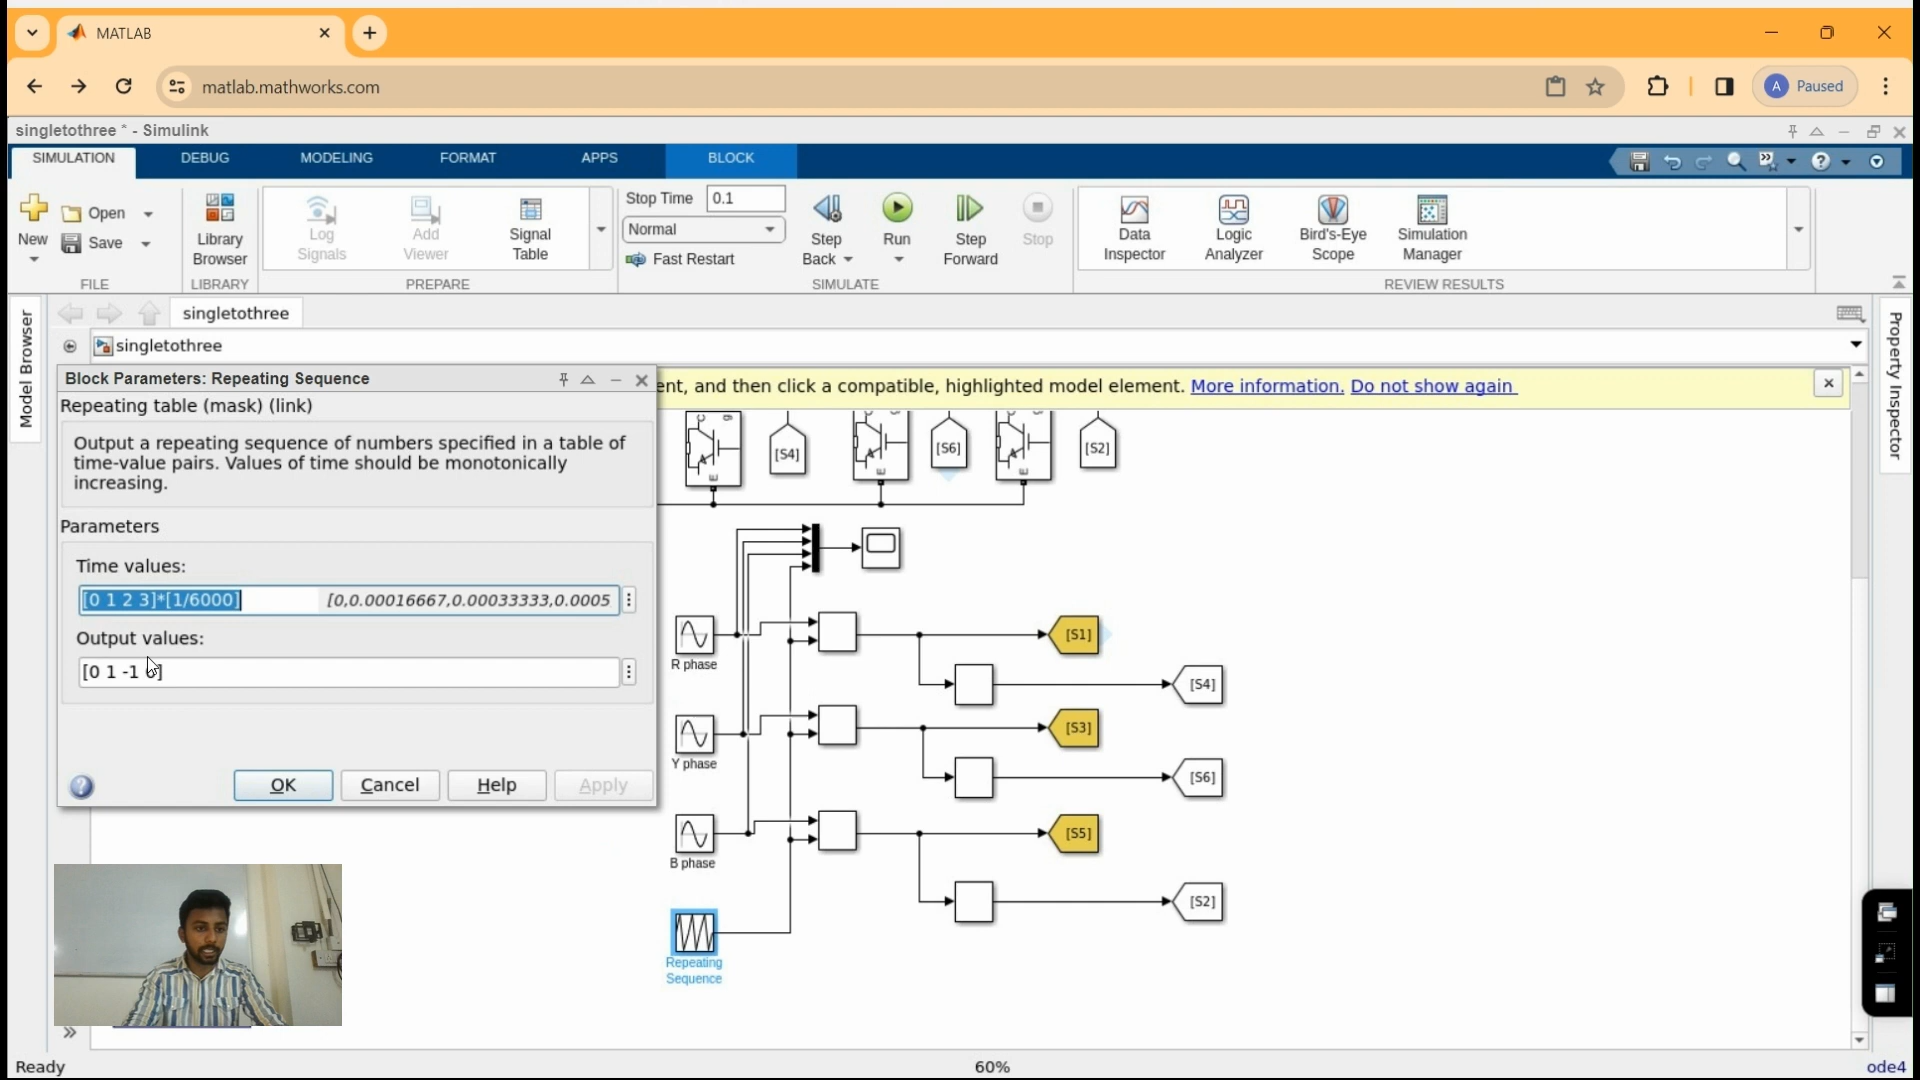 MATLAB
matlab.mathworks.com
A Paused
singletothree * - Simulink
SIMULATION DEBUG MODELING FORMAT APPS BLOCK
New
Open
Save
FILE
Library Browser
LIBRARY
Log Signals
Add Viewer
Signal Table
PREPARE
Stop Time 0.1
Normal
Fast Restart
Step Back
Run
Step Forward
Stop
SIMULATE
Data Inspector
Logic Analyzer
Bird's-Eye Scope
Simulation Manager
REVIEW RESULTS
Model Browser
singletothree
singletothree
Property Inspector
ent, and then click a compatible, highlighted model element. More information. Do not show again
Block Parameters: Repeating Sequence
Repeating table (mask) (link)
Output a repeating sequence of numbers specified in a table of
time-value pairs. Values of time should be monotonically
increasing.
Parameters
Time values:
[0 1 2 3]*[1/6000] [0,0.00016667,0.00033333,0.0005
Output values:
[0 1 -1 ]
OK Cancel Help Apply
[S4]
[S6]
[S2]
R phase
[S1]
[S4]
Y phase
[S3]
[S6]
B phase
[S5]
[S2]
Repeating
Sequence
Ready
60%
ode4